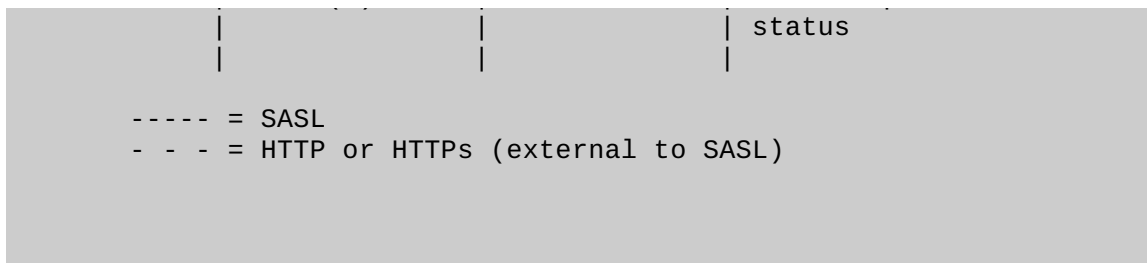 |                |               | status
|                |               |
----- = SASL
- - - = HTTP or HTTPs (external to SASL)